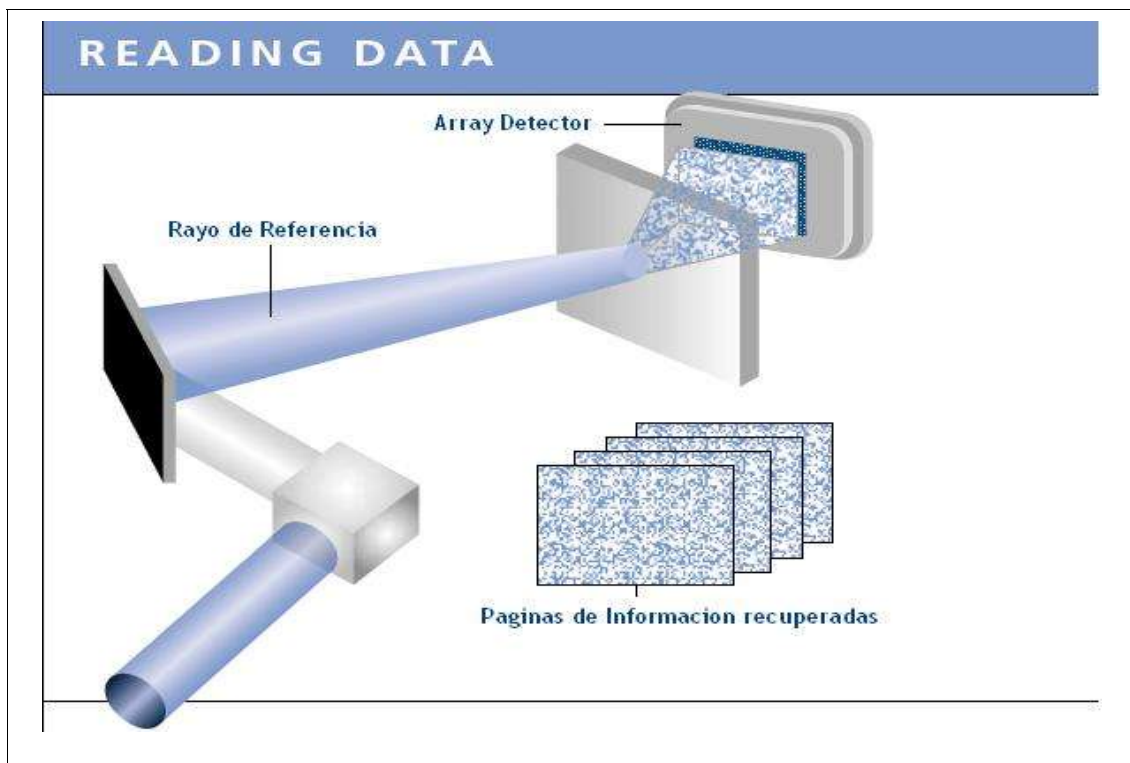 READING DATA
Array Detector
Rayo de Referencia
Paginas de Informacion recuperadas